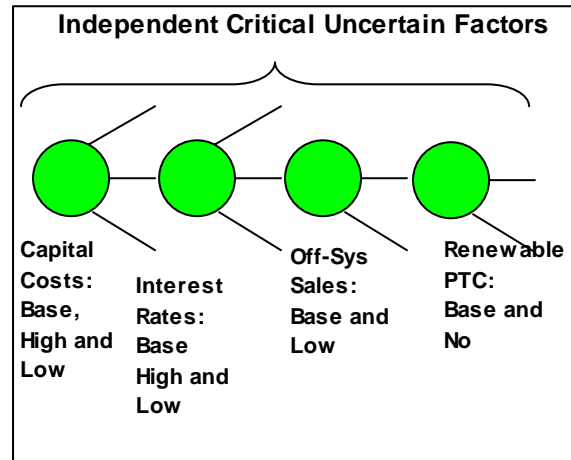 Independent Critical Uncertain Factors
Capital
Costs:
Base,
High and
Low
Interest
Rates:
Base
High and
Low
Off-Sys
Sales:
Base and
Low
Renewable
PTC:
Base and
No